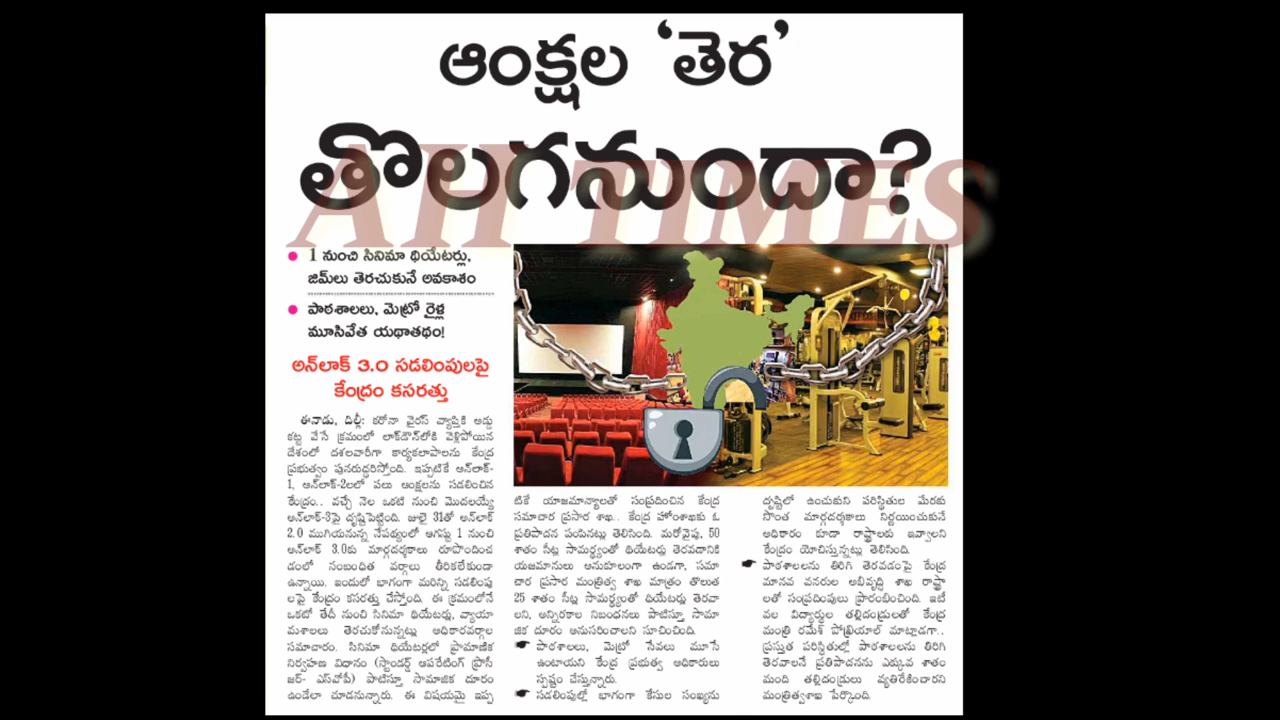 ఆంక్షల ‘తెర’
తొలగనుందా?
AH TIMES
1 నుంచి సినిమా థియేటర్లు,
జిమ్‌లు తెరచుకునే అవకాశం
పాఠశాలలు, మెట్రో రైళ్ల
మూసివేత యథాతథం!
అన్‌లాక్ 3.0 సడలింపులపై
కేంద్రం కసరత్తు
ఈనాడు, దిల్లీ: కరోనా వైరస్ వ్యాప్తికి అడ్డు
కట్ట వేసే క్రమంలో లాక్‌డౌన్‌లోకి వెళ్లిపోయిన
దేశంలో దశలవారీగా కార్యకలాపాలను కేంద్ర
ప్రభుత్వం పునరుద్ధరిస్తోంది. ఇప్పటికే అన్‌లాక్-
1, అన్‌లాక్-2లలో పలు ఆంక్షలను సడలించిన
కేంద్రం.. వచ్చే నెల ఒకటి నుంచి మొదలయ్యే
అన్‌లాక్-3పై దృష్టిపెట్టింది. జులై 31తో అన్‌లాక్
2.0 ముగియనున్న నేపథ్యంలో ఆగస్టు 1 నుంచి
అన్‌లాక్ 3.0కు మార్గదర్శకాలు రూపొందించ
డంలో సంబంధిత వర్గాలు తీరికలేకుండా
ఉన్నాయి. ఇందులో భాగంగా మరిన్ని సడలింపు
లపై కేంద్రం కసరత్తు చేస్తోంది. ఈ క్రమంలోనే
ఒకటో తేదీ నుంచి సినిమా థియేటర్లు, వ్యాయా
మశాలలు తెరచుకోనున్నట్లు అధికారవర్గాల
సమాచారం. సినిమా థియేటర్లలో ప్రామాణిక
నిర్వహణ విధానం (స్టాండర్డ్ ఆపరేటింగ్ ప్రొసీ
జర్- ఎస్‌వోపీ) పాటిస్తూ సామాజిక దూరం
ఉండేలా చూడనున్నారు. ఈ విషయమై ఇప్ప
టికే యాజమాన్యాలతో సంప్రదించిన కేంద్ర
సమాచార ప్రసార శాఖ.. కేంద్ర హోంశాఖకు ఓ
ప్రతిపాదన పంపినట్లు తెలిసింది. మరోవైపు, 50
శాతం సీట్ల సామర్థ్యంతో థియేటర్లు తెరవడానికి
యజమానులు అనుకూలంగా ఉండగా, సమా
చార ప్రసార మంత్రిత్వ శాఖ మాత్రం తొలుత
25 శాతం సీట్ల సామర్థ్యంతో థియేటర్లు తెరవా
లని, అన్నిరకాల నిబంధనలు పాటిస్తూ సామా
జిక దూరం అనుసరించాలని సూచించింది.
పాఠశాలలు, మెట్రో సేవలు మూసే
ఉంటాయని కేంద్ర ప్రభుత్వ అధికారులు
స్పష్టం చేస్తున్నారు.
సడలింపుల్లో భాగంగా కేసుల సంఖ్యను
దృష్టిలో ఉంచుకుని పరిస్థితుల మేరకు
సొంత మార్గదర్శకాలు నిర్ణయించుకునే
అధికారం కూడా రాష్ట్రాలకు ఇవ్వాలని
కేంద్రం యోచిస్తున్నట్లు తెలిసింది.
పాఠశాలలను తిరిగి తెరవడంపై కేంద్ర
మానవ వనరుల అభివృద్ధి శాఖ రాష్ట్రా
లతో సంప్రదింపులు ప్రారంభించింది. ఇటీ
వల విద్యార్థుల తల్లిదండ్రులతో కేంద్ర
మంత్రి రమేశ్ పోఖ్రియాల్ మాట్లాడగా..
ప్రస్తుత పరిస్థితుల్లో పాఠశాలలను తిరిగి
తెరవాలనే ప్రతిపాదనను ఎక్కువ శాతం
మంది తల్లిదండ్రులు వ్యతిరేకించారని
మంత్రిత్వశాఖ పేర్కొంది.